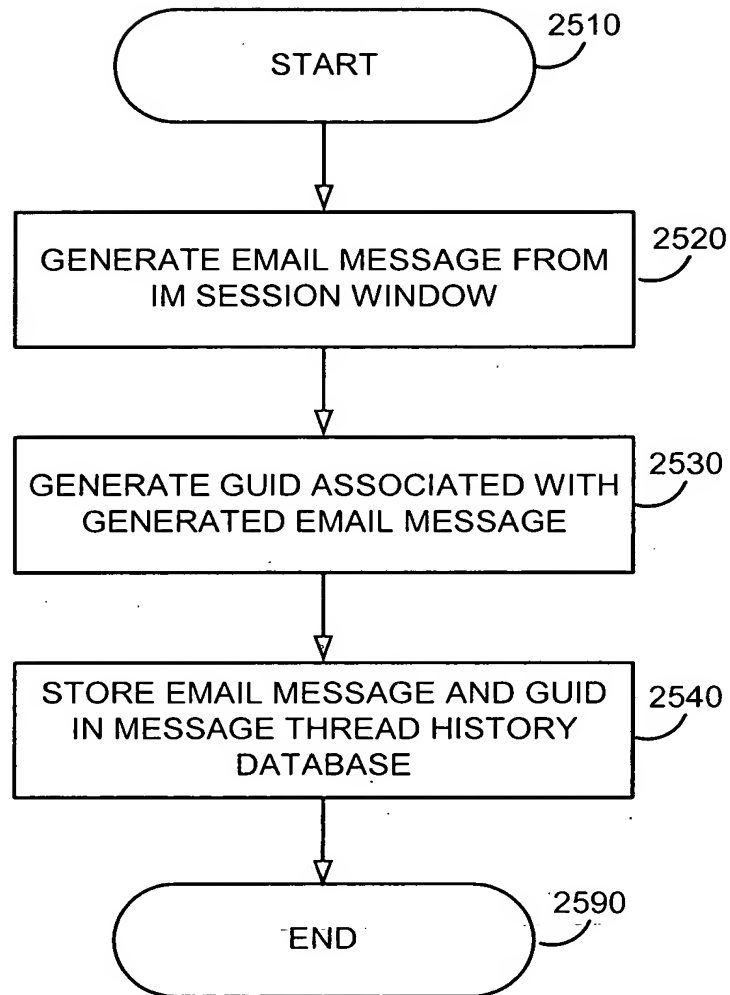 START
2510
GENERATE EMAIL MESSAGE FROM
IM SESSION WINDOW
2520
GENERATE GUID ASSOCIATED WITH
GENERATED EMAIL MESSAGE
2530
STORE EMAIL MESSAGE AND GUID
IN MESSAGE THREAD HISTORY
DATABASE
2540
END
2590